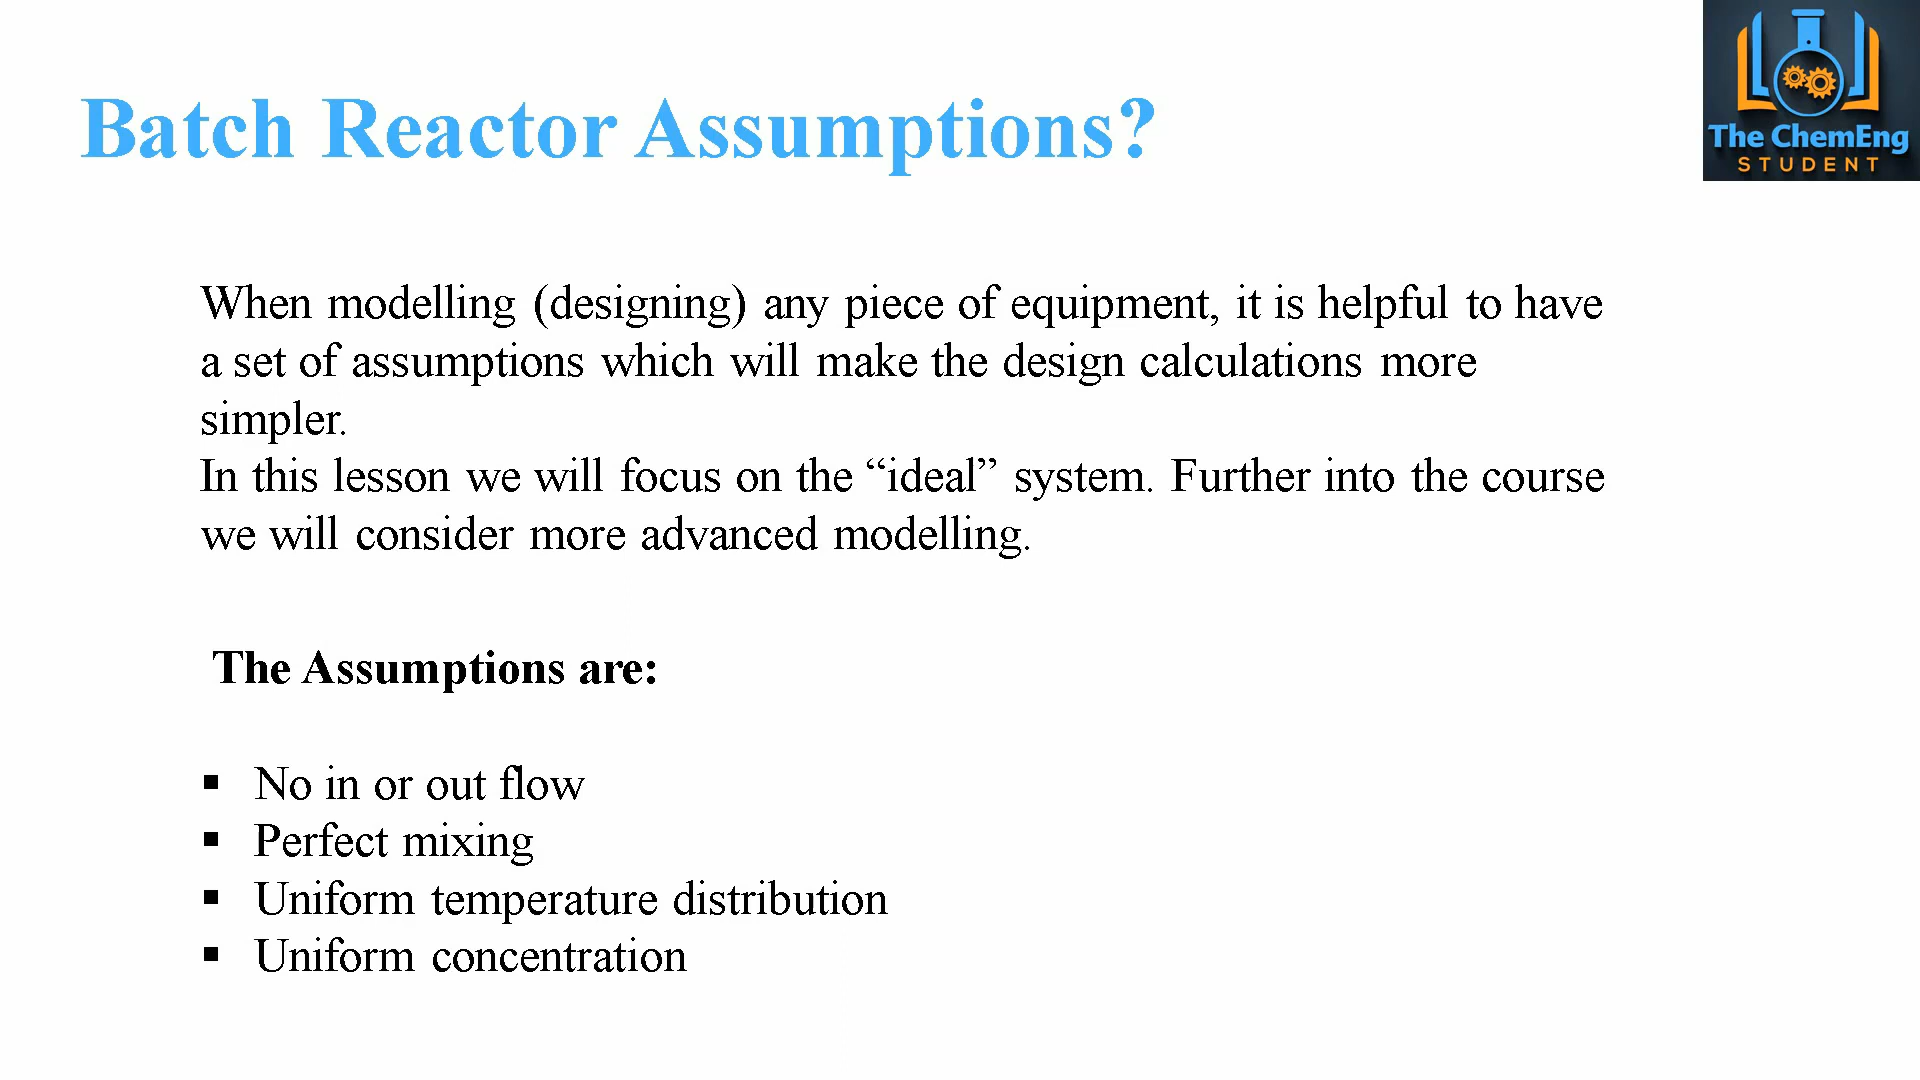 Batch Reactor Assumptions?
The ChemEng
STUDENT
When modelling (designing) any piece of equipment, it is helpful to have
a set of assumptions which will make the design calculations more
simpler.
In this lesson we will focus on the “ideal” system. Further into the course
we will consider more advanced modelling.
The Assumptions are:
▪ No in or out flow
▪ Perfect mixing
▪ Uniform temperature distribution
▪ Uniform concentration